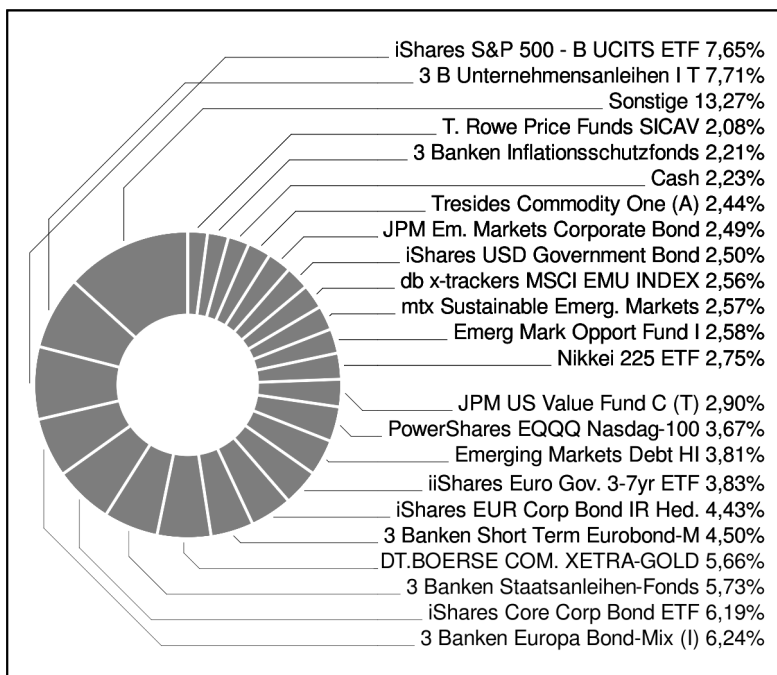 iShares S&P 500 - B UCITS ETF 7,65%
3 B Unternehmensanleihen I T 7,71%
Sonstige 13,27%
T. Rowe Price Funds SICAV 2,08%
3 Banken Inflationsschutzfonds 2,21%
Cash 2,23%
Tresides Commodity One (A) 2,44%
JPM Em. Markets Corporate Bond 2,49%
iShares USD Government Bond 2,50%
db x-trackers MSCI EMU INDEX 2,56%
mtx Sustainable Emerg. Markets 2,57%
Emerg Mark Opport Fund I 2,58%
Nikkei 225 ETF 2,75%
JPM US Value Fund C (T) 2,90%
PowerShares EQQQ Nasdag-100 3,67%
Emerging Markets Debt HI 3,81%
iiShares Euro Gov. 3-7yr ETF 3,83%
iShares EUR Corp Bond IR Hed. 4,43%
3 Banken Short Term Eurobond-M 4,50%
DT.BOERSE COM. XETRA-GOLD 5,66%
3 Banken Staatsanleihen-Fonds 5,73%
iShares Core Corp Bond ETF 6,19%
3 Banken Europa Bond-Mix (I) 6,24%